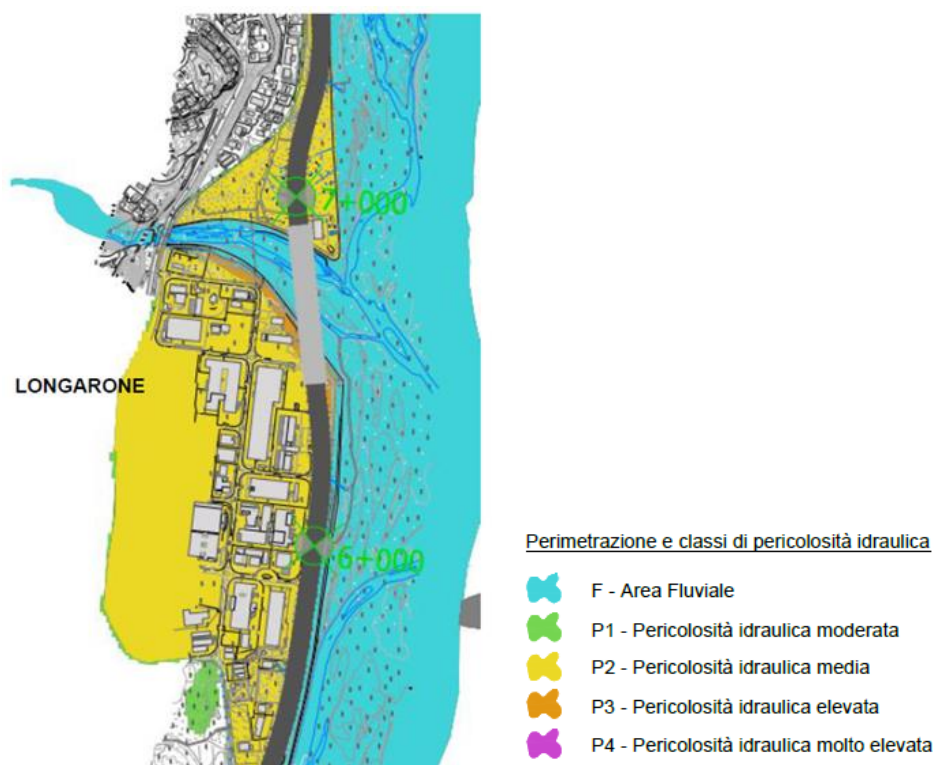 7+000
LONGARONE
6+000
Perimetrazione e classi di pericolosità idraulica
F - Area Fluviale
P1 - Pericolosità idraulica moderata
P2 - Pericolosità idraulica media
P3 - Pericolosità idraulica elevata
P4 - Pericolosità idraulica molto elevata